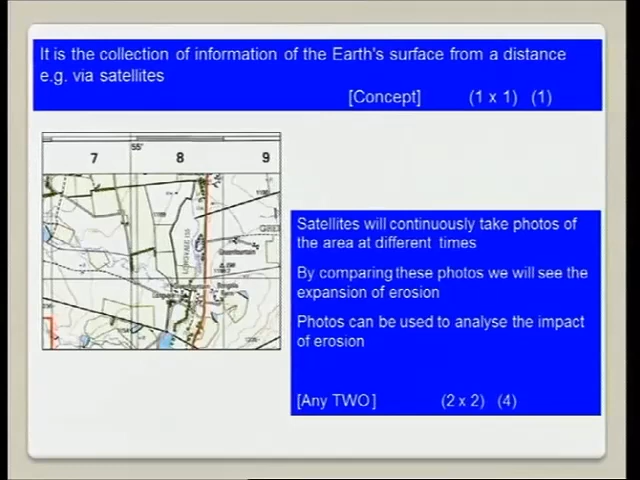 It is the collection of information of the Earth's surface from a distance
e.g. via satellites
[Concept] (1 x 1) (1)
7 55' 8 9
Satellites will continuously take photos of
the area at different times
By comparing these photos we will see the
expansion of erosion
Photos can be used to analyse the impact
of erosion
[Any TWO] (2 x 2) (4)